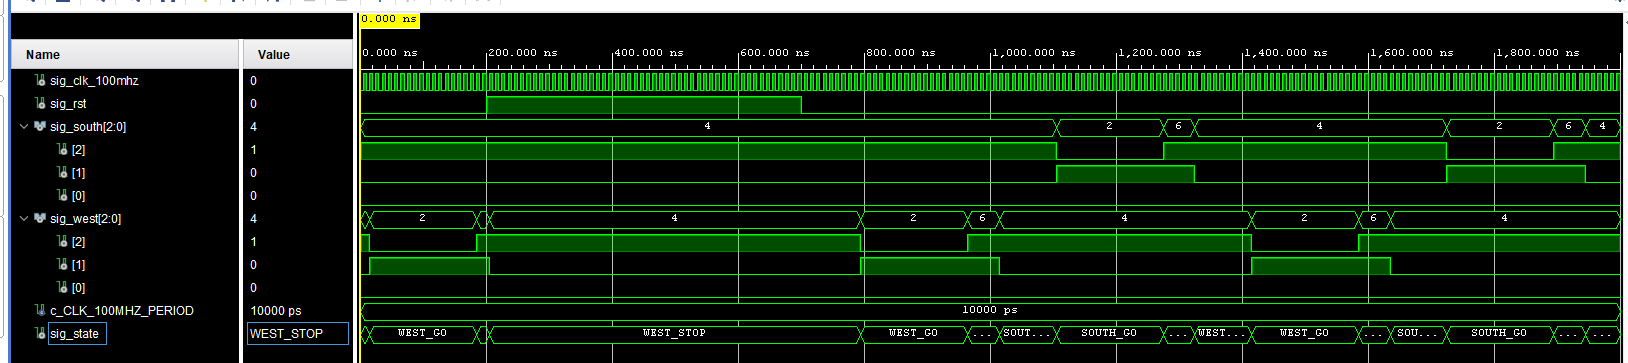 0.000 ns
Name Value
0.000 ns 200.000 ns 400.000 ns 600.000 ns 800.000 ns 1,000.000 ns 1,200.000 ns 1,400.000 ns 1,600.000 ns 1,800.000 ns
sig_clk_100mhz 0
sig_rst 0
sig_south[2:0] 4 4 2 6 4 2 6 4
[2] 1
[1] 0
[0] 0
sig_west[2:0] 4 2 4 2 6 4 2 6 4
[2] 1
[1] 0
[0] 0
c_CLK_100MHZ_PERIOD 10000 ps 10000 ps
sig_state WEST_STOP WEST_GO WEST_STOP WEST_GO ... SOUT... SOUTH_GO ... WEST... WEST_GO ... SOU... SOUTH_GO ... ...